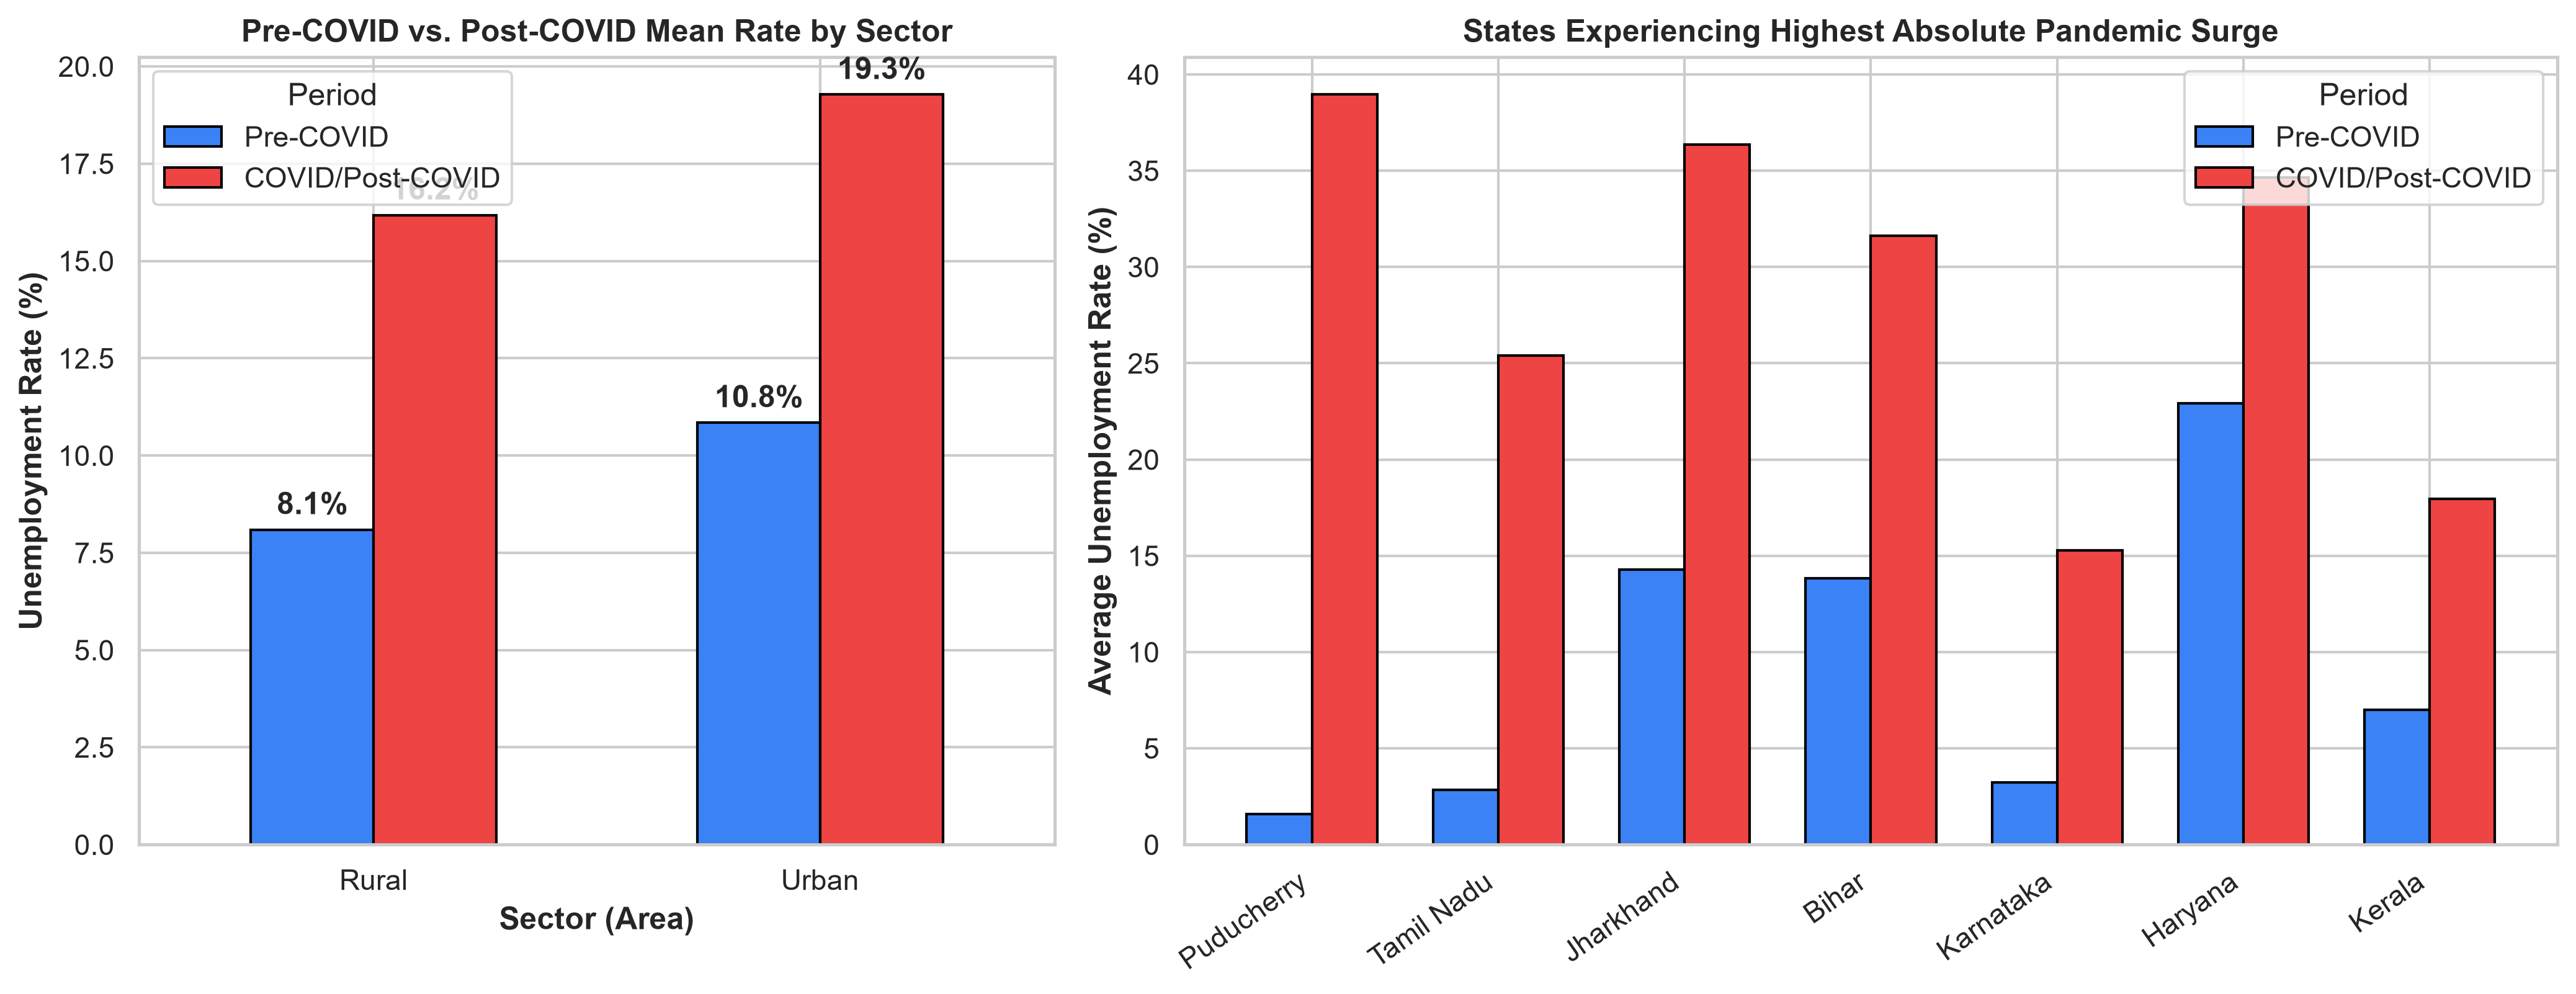 Pre-COVID vs. Post-COVID Mean Rate by Sector
Unemployment Rate (%)
20.0
17.5
15.0
12.5
10.0
7.5
5.0
2.5
0.0
Period
Pre-COVID
COVID/Post-COVID
8.1%
16.2%
10.8%
19.3%
Rural
Urban
Sector (Area)
States Experiencing Highest Absolute Pandemic Surge
Average Unemployment Rate (%)
40
35
30
25
20
15
10
5
0
Period
Pre-COVID
COVID/Post-COVID
Puducherry
Tamil Nadu
Jharkhand
Bihar
Karnataka
Haryana
Kerala